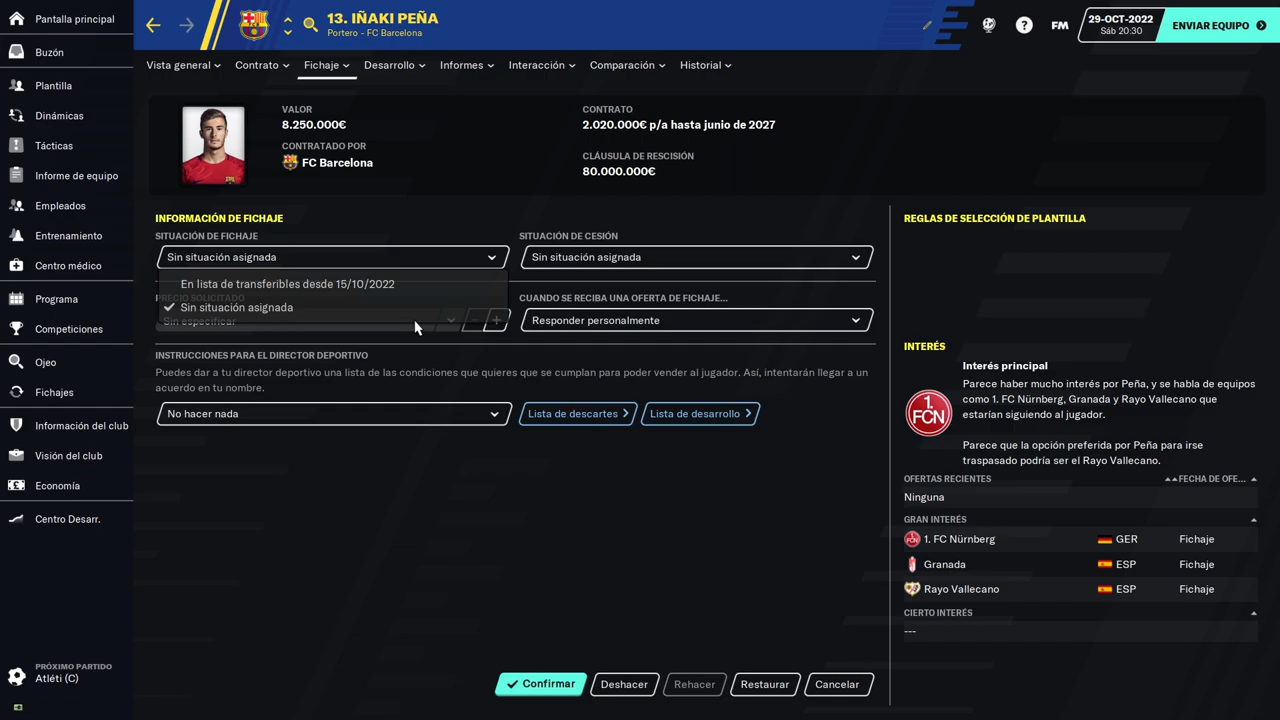 Pantalla principal
Buzón
Plantilla
Dinámicas
Tácticas
Informe de equipo
Empleados
Entrenamiento
Centro médico
Programa
Competiciones
Ojeo
Fichajes
Información del club
Visión del club
Economía
Centro Desarr.
PRÓXIMO PARTIDO
Atléti (C)
13. IÑAKI PEÑA
Portero - FC Barcelona
FM
29-OCT-2022
Sáb 20:30
ENVIAR EQUIPO
Vista general
Contrato
Fichaje
Desarrollo
Informes
Interacción
Comparación
Historial
VALOR
8.250.000€
CONTRATADO POR
FC Barcelona
CONTRATO
2.020.000€ p/a hasta junio de 2027
CLÁUSULA DE RESCISIÓN
80.000.000€
INFORMACIÓN DE FICHAJE
SITUACIÓN DE FICHAJE
Sin situación asignada
En lista de transferibles desde 15/10/2022
PRECIO SOLICITADO
Sin situación asignada
Sin especificar
SITUACIÓN DE CESIÓN
Sin situación asignada
CUANDO SE RECIBA UNA OFERTA DE FICHAJE...
Responder personalmente
INSTRUCCIONES PARA EL DIRECTOR DEPORTIVO
Puedes dar a tu director deportivo una lista de las condiciones que quieres que se cumplan para poder vender al jugador. Así, intentarán llegar a un
acuerdo en tu nombre.
No hacer nada
Lista de descartes
Lista de desarrollo
Confirmar
Deshacer
Rehacer
Restaurar
Cancelar
REGLAS DE SELECCIÓN DE PLANTILLA
INTERÉS
1.
FCN
Interés principal
Parece haber mucho interés por Peña, y se habla de equipos
como 1. FC Nürnberg, Granada y Rayo Vallecano que
estarían siguiendo al jugador.
Parece que la opción preferida por Peña para irse
traspasado podría ser el Rayo Vallecano.
OFERTAS RECIENTES
FECHA DE OFE...
Ninguna
GRAN INTERÉS
1. FC Nürnberg GER Fichaje
Granada ESP Fichaje
Rayo Vallecano ESP Fichaje
CIERTO INTERÉS
---